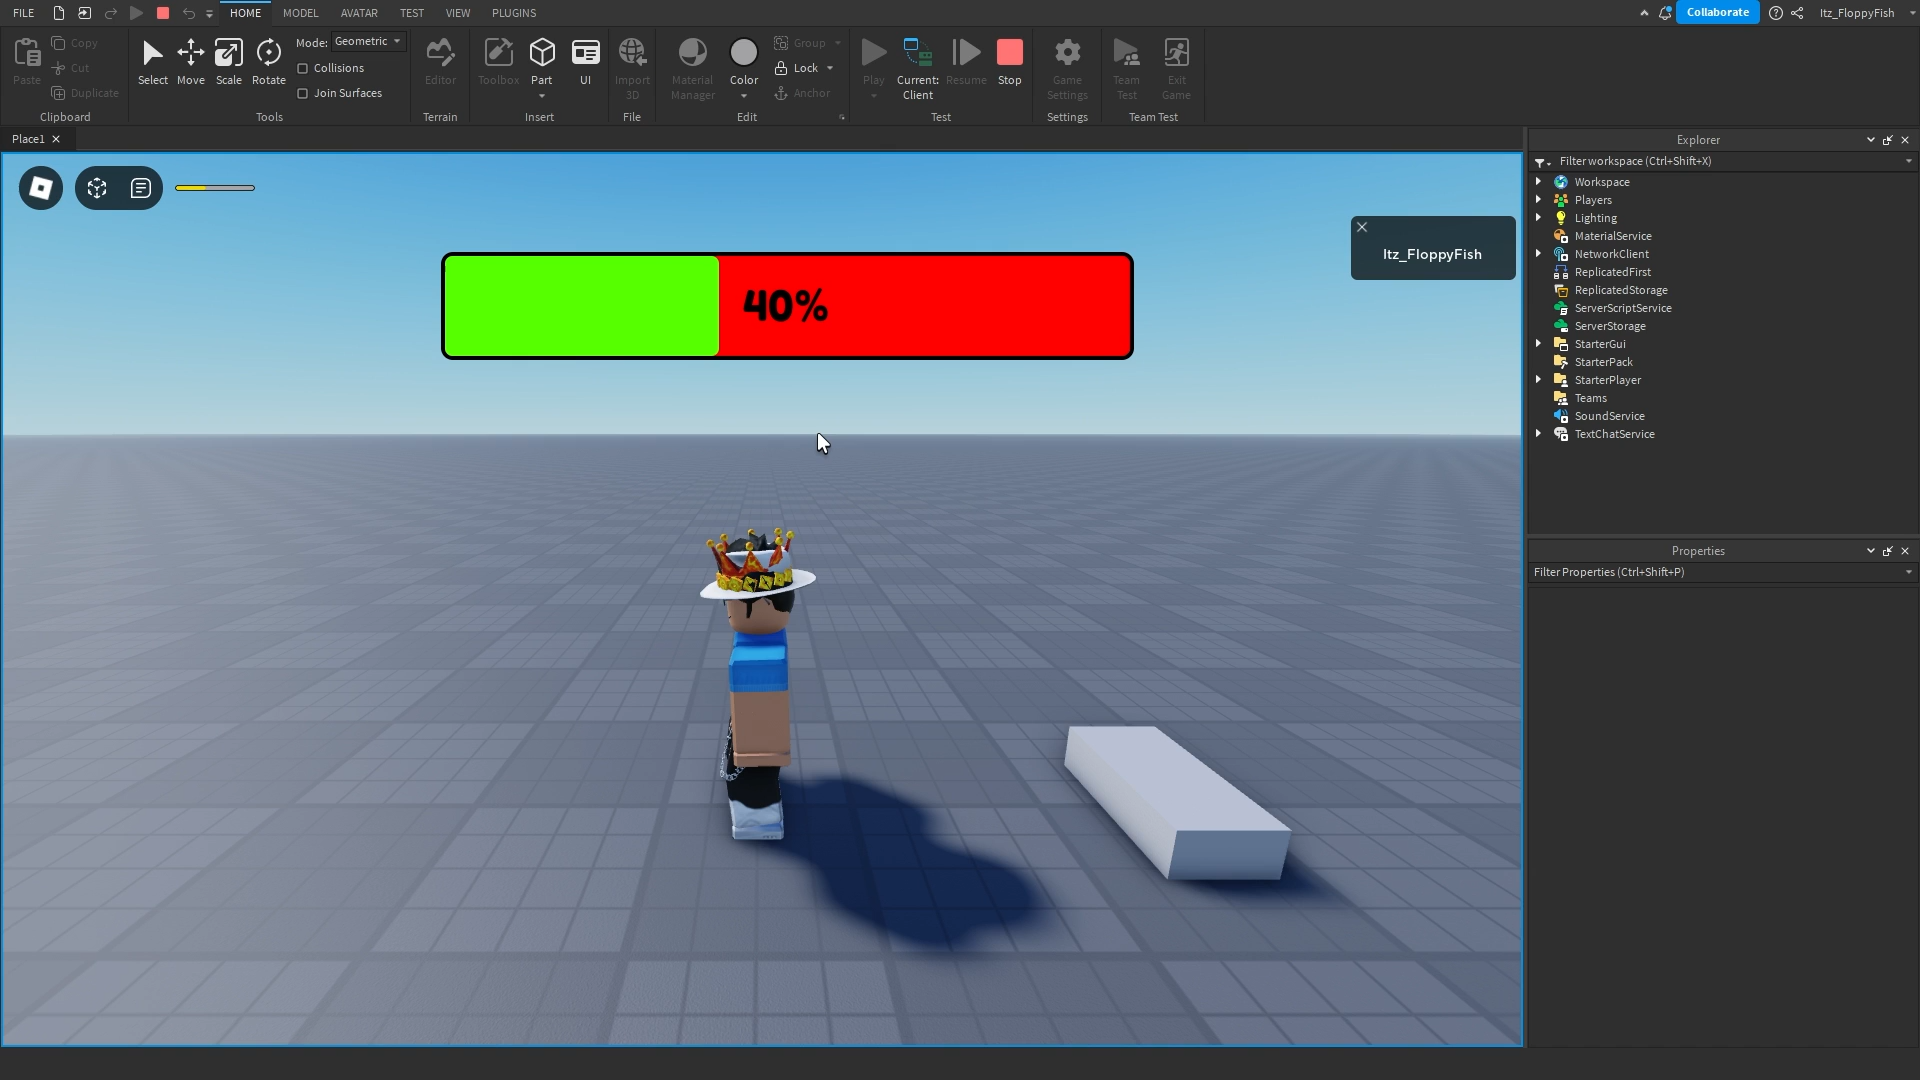 FILE HOME MODEL AVATAR TEST VIEW PLUGINS Collaborate Itz_FloppyFish
Paste
Copy
Cut
Duplicate
Clipboard
Select Move Scale Rotate
Mode: Geometric
Collisions
Join Surfaces
Tools
Editor
Terrain
Toolbox Part UI
Insert
Import
3D
File
Material
Manager
Color
Group
Lock
Anchor
Edit
Play
Current:
Client
Resume Stop
Test
Game
Settings
Settings
Team
Test
Exit
Game
Team Test
Place1
40%
Itz_FloppyFish
Explorer
Filter workspace (Ctrl+Shift+X)
Workspace
Players
Lighting
MaterialService
NetworkClient
ReplicatedFirst
ReplicatedStorage
ServerScriptService
ServerStorage
StarterGui
StarterPack
StarterPlayer
Teams
SoundService
TextChatService
Properties
Filter Properties (Ctrl+Shift+P)